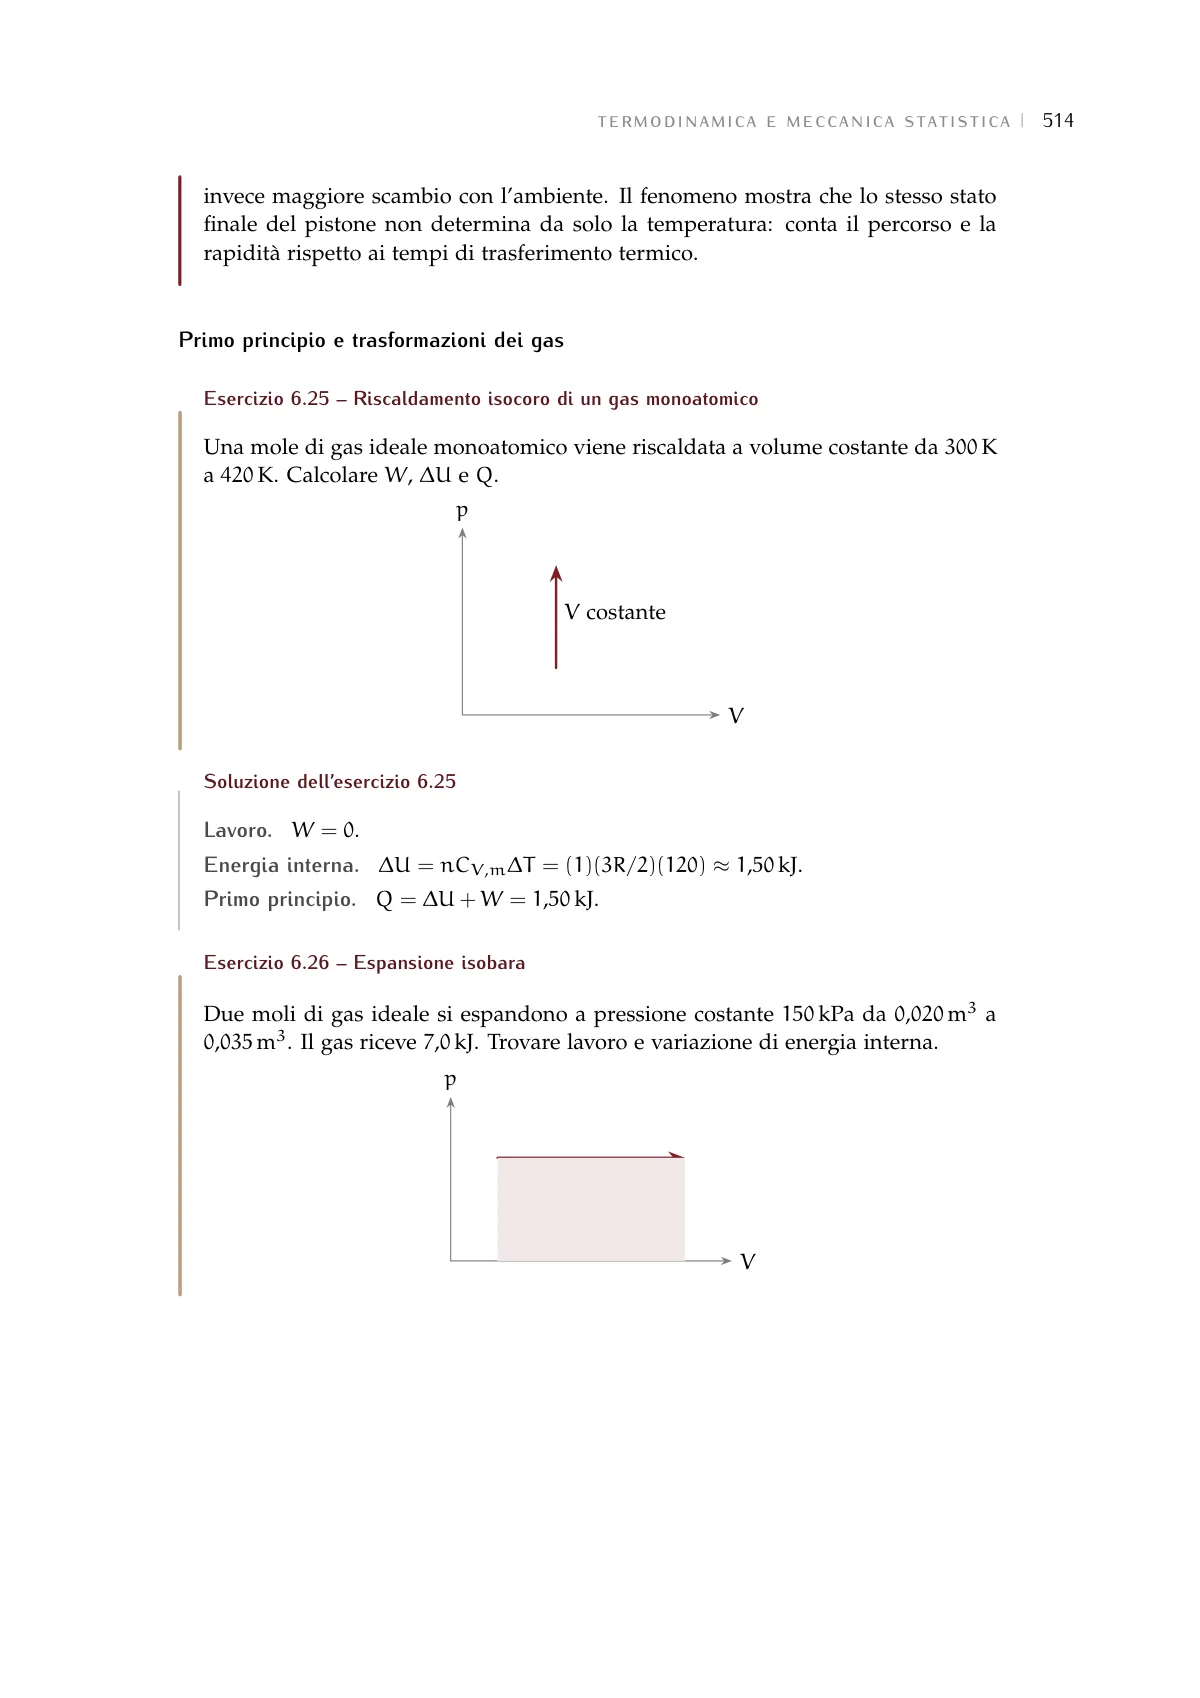 TERMODINAMICA E MECCANICA STATISTICA | 514
invece maggiore scambio con l'ambiente. Il fenomeno mostra che lo stesso stato
finale del pistone non determina da solo la temperatura: conta il percorso e la
rapidità rispetto ai tempi di trasferimento termico.
Primo principio e trasformazioni dei gas
Esercizio 6.25 – Riscaldamento isocoro di un gas monoatomico
Una mole di gas ideale monoatomico viene riscaldata a volume costante da 300 K
a 420 K. Calcolare W, ΔU e Q.
p
V costante
V
Soluzione dell'esercizio 6.25
Lavoro. W = 0.
Energia interna. ΔU = nC_{V,m}ΔT = (1)(3R/2)(120) ≈ 1,50 kJ.
Primo principio. Q = ΔU + W = 1,50 kJ.
Esercizio 6.26 – Espansione isobara
Due moli di gas ideale si espandono a pressione costante 150 kPa da 0,020 m³ a
0,035 m³. Il gas riceve 7,0 kJ. Trovare lavoro e variazione di energia interna.
p
V